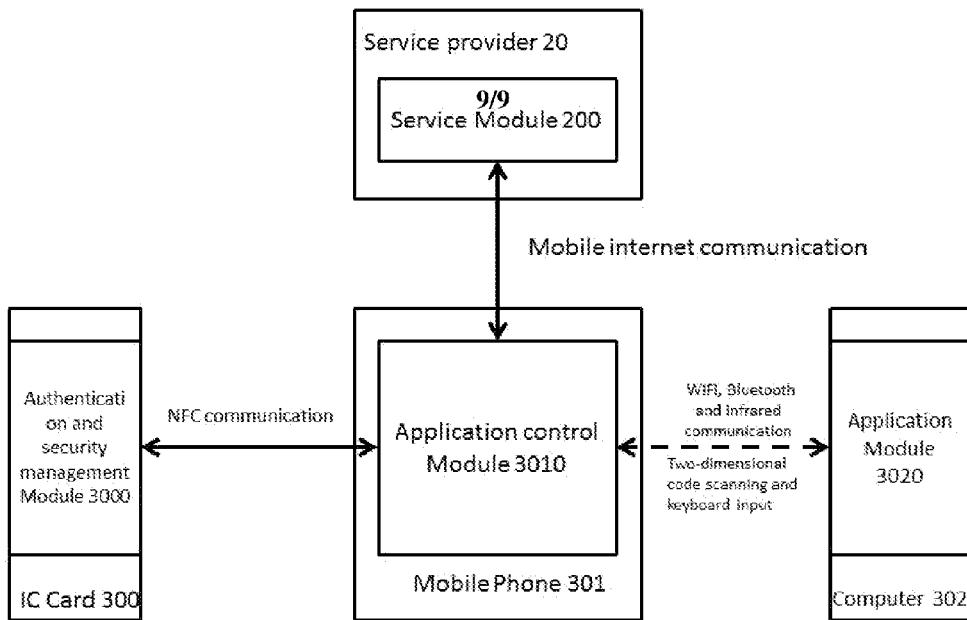 Service provider 20
9/9
Service Module 200
Mobile internet communication
Authenticati
on and
security
management
Module 3000
IC Card 300
NFC communication
Application control
Module 3010
Mobile Phone 301
WIFI, Bluetooth
and infrared
communication
Two-dimensional
code scanning and
keyboard input
Application
Module
3020
Computer 302